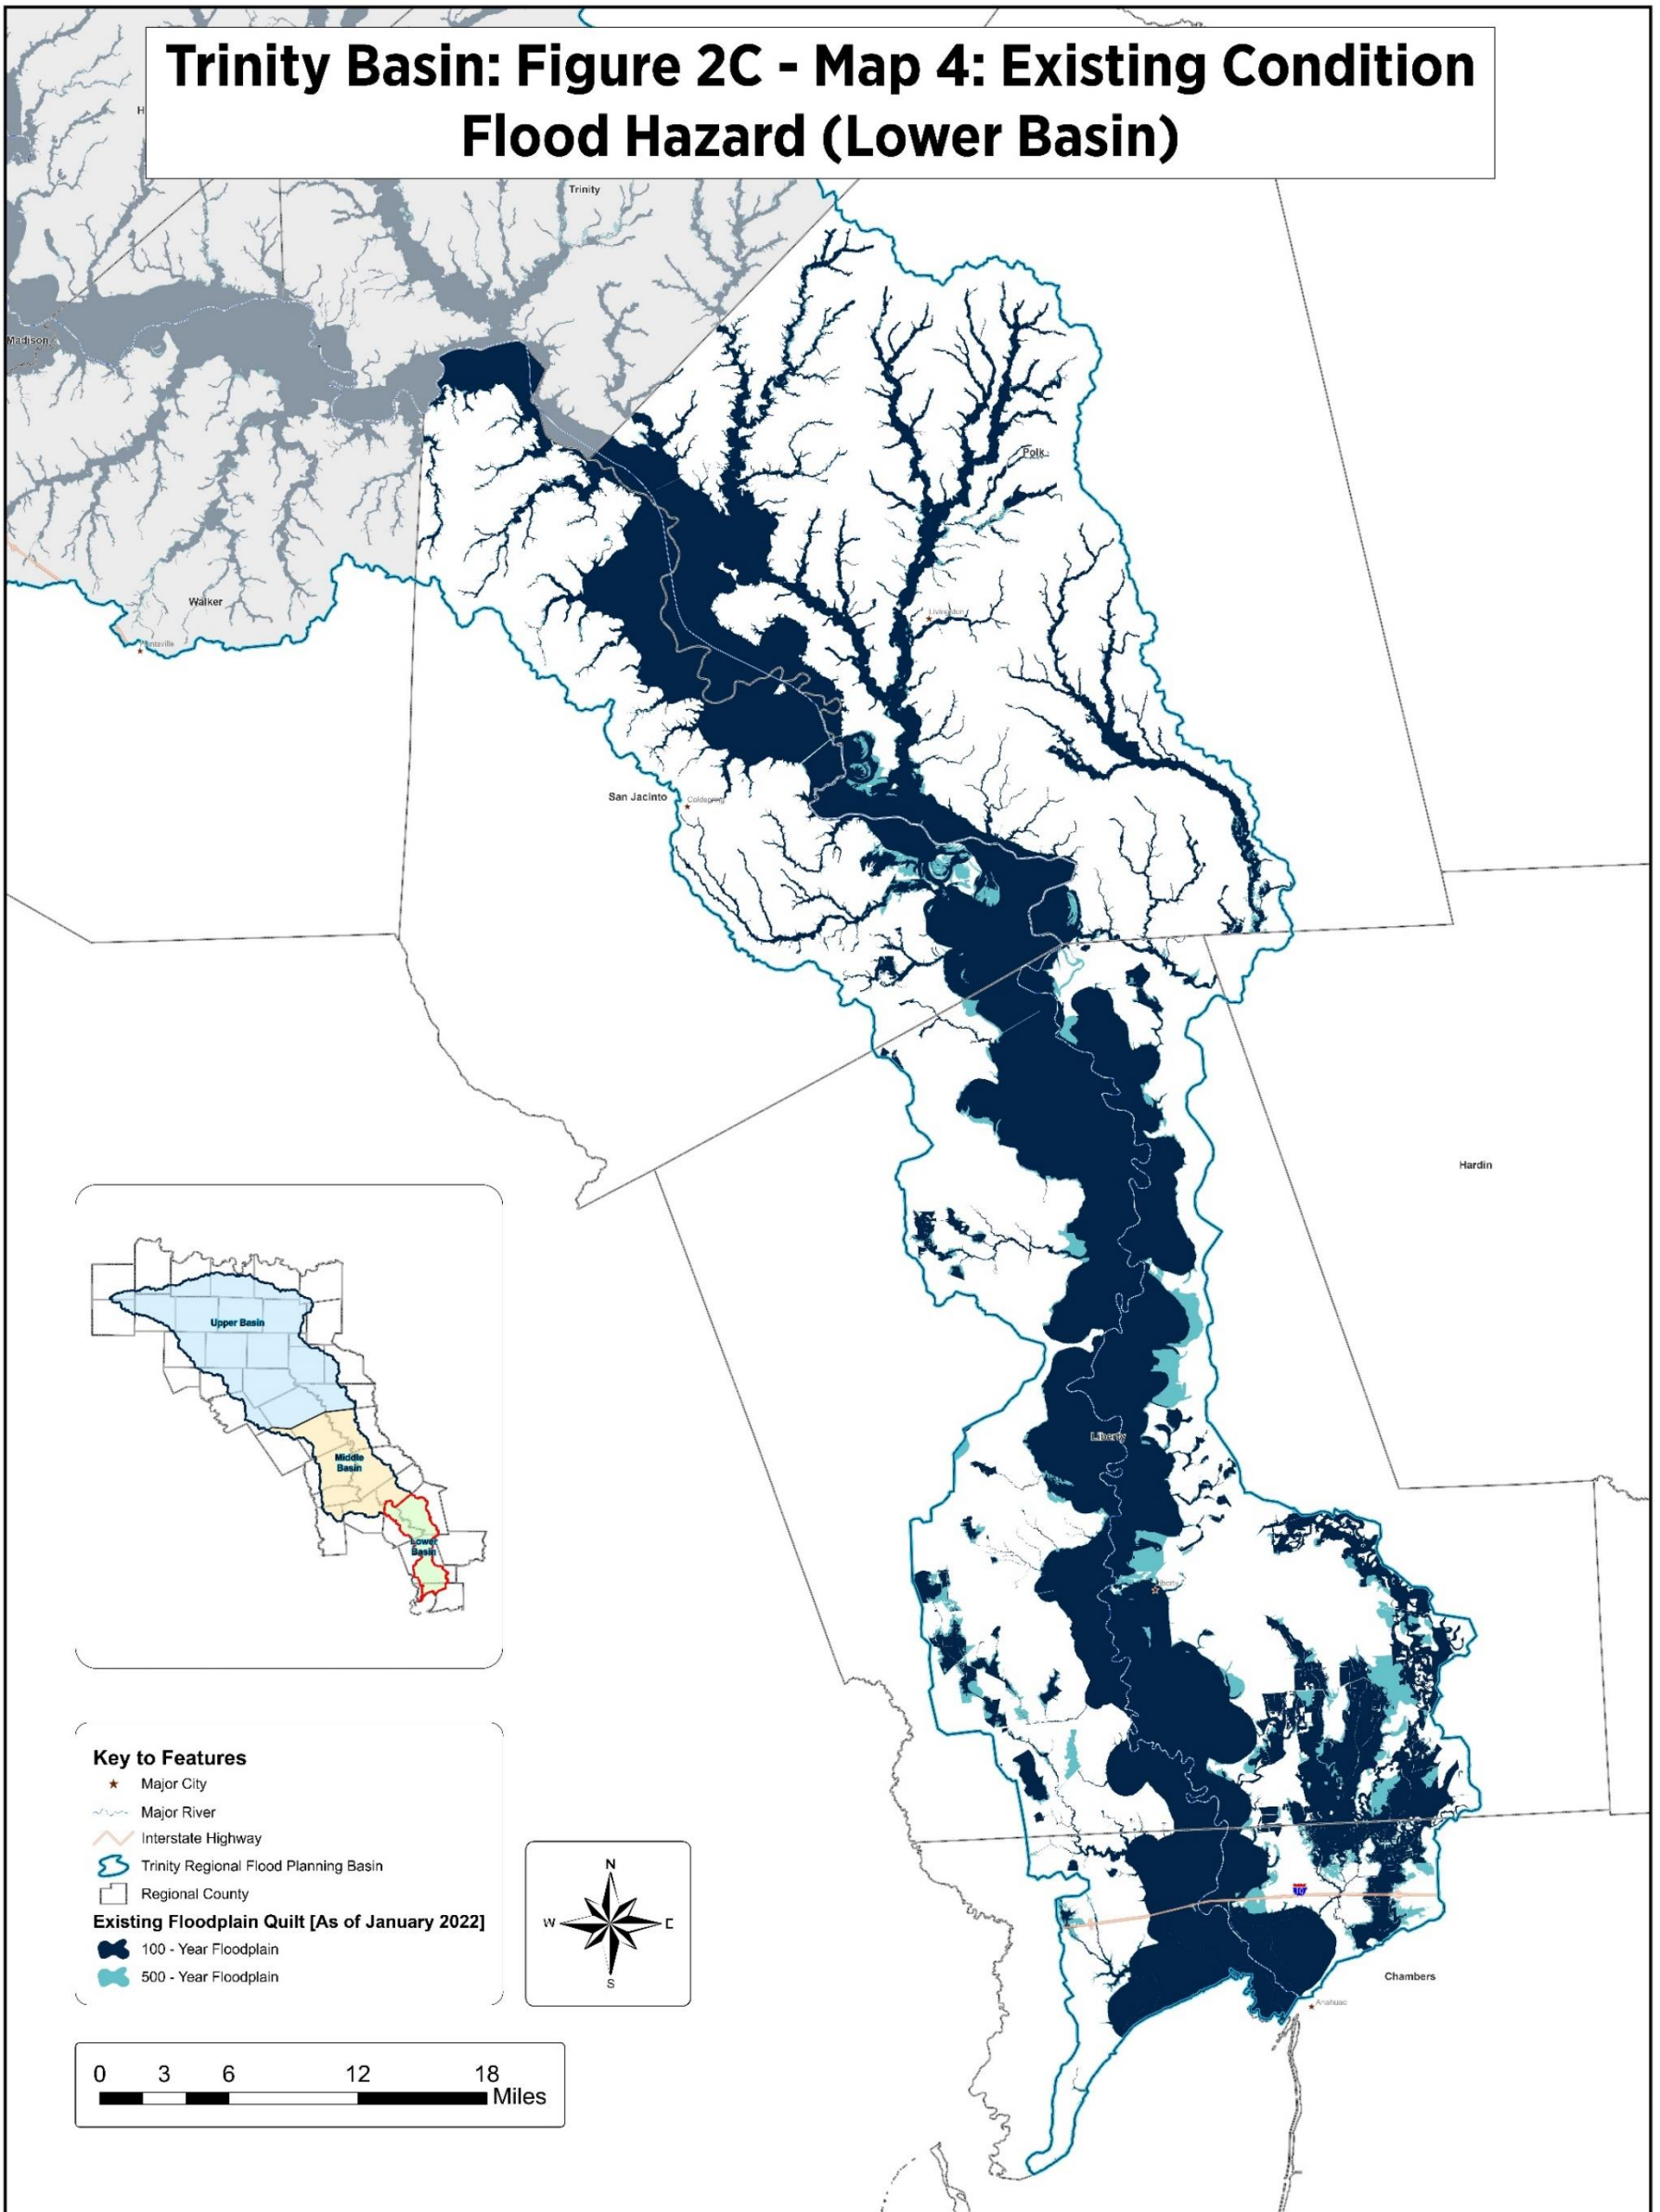 Trinity Basin: Figure 2C - Map 4: Existing Condition
Flood Hazard (Lower Basin)
H
Trinity
Madison
Polk
Livingston
Walker
Huntsville
San Jacinto
Coldspring
Hardin
Upper Basin
Middle
Basin
Lower
Basin
Liberty
Liberty
Key to Features
Major City
Major River
Interstate Highway
Trinity Regional Flood Planning Basin
Regional County
Existing Floodplain Quilt [As of January 2022]
100 - Year Floodplain
500 - Year Floodplain
N
W
E
S
10
Chambers
Anahuac
0 3 6 12 18
Miles